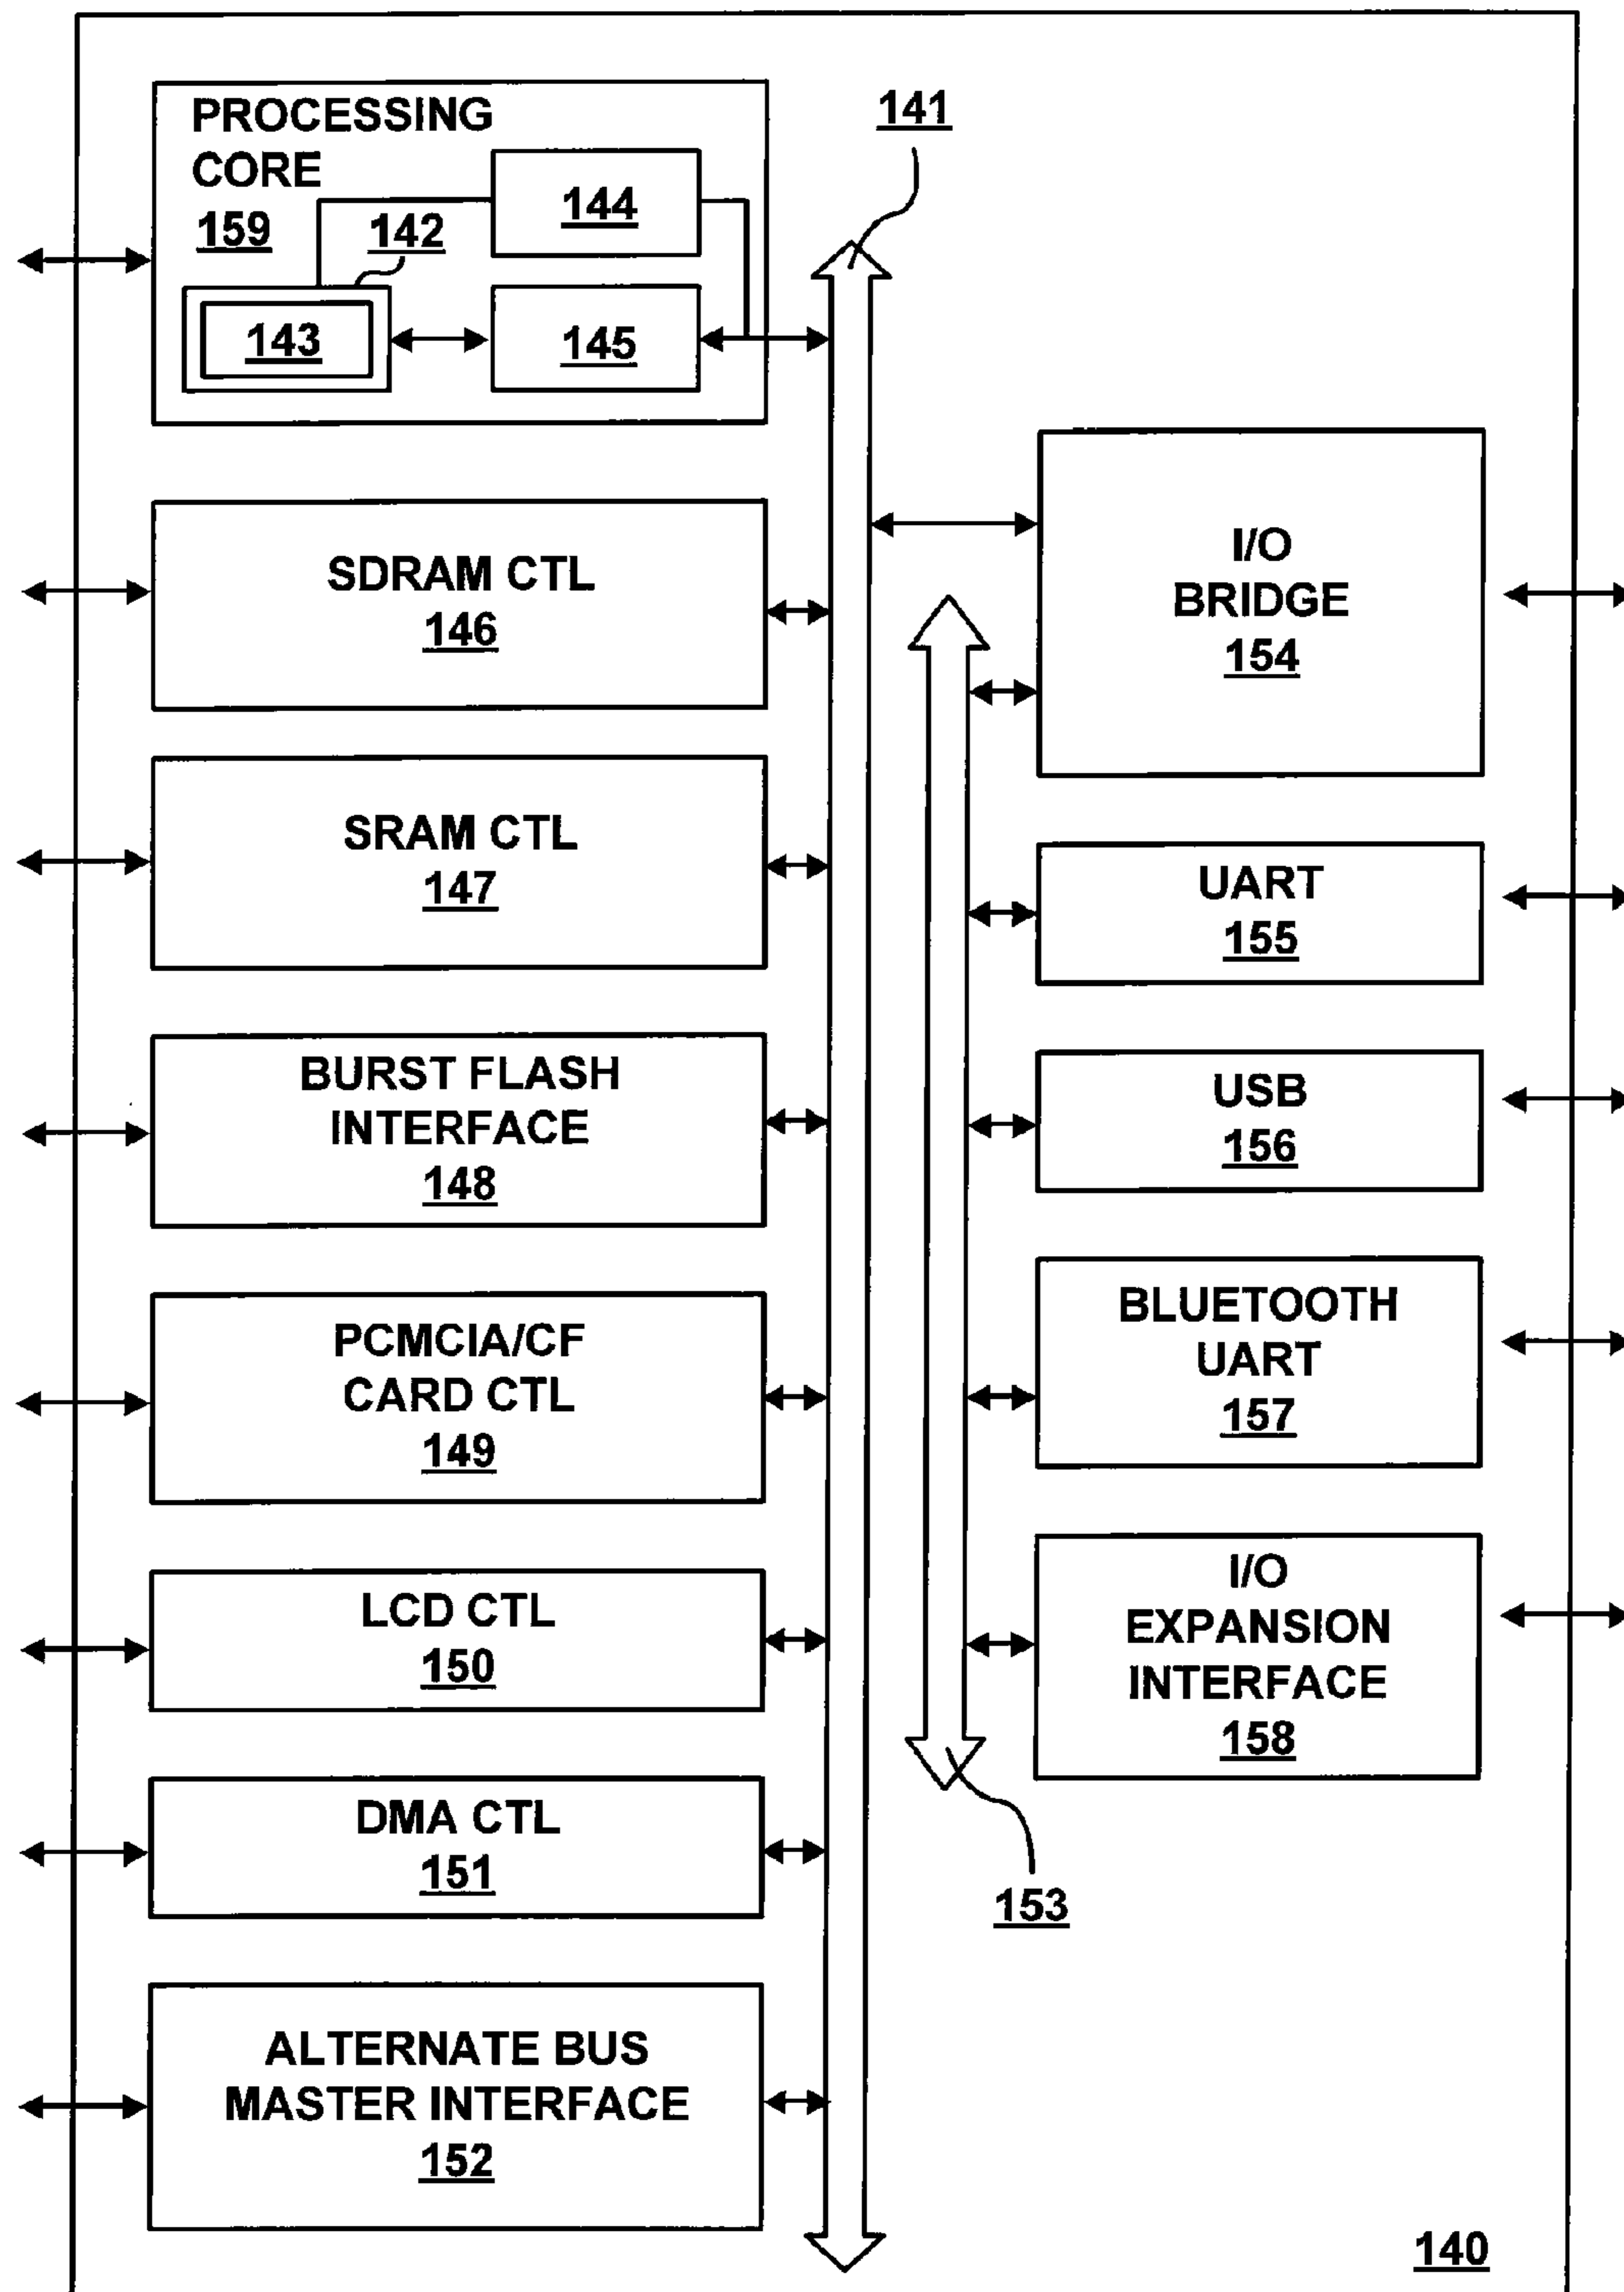 PROCESSING
CORE
159
142
144
143
145
141
SDRAM CTL
146
SRAM CTL
147
BURST FLASH
INTERFACE
148
PCMCIA/CF
CARD CTL
149
LCD CTL
150
DMA CTL
151
ALTERNATE BUS
MASTER INTERFACE
152
I/O
BRIDGE
154
UART
155
USB
156
BLUETOOTH
UART
157
I/O
EXPANSION
INTERFACE
158
153
140